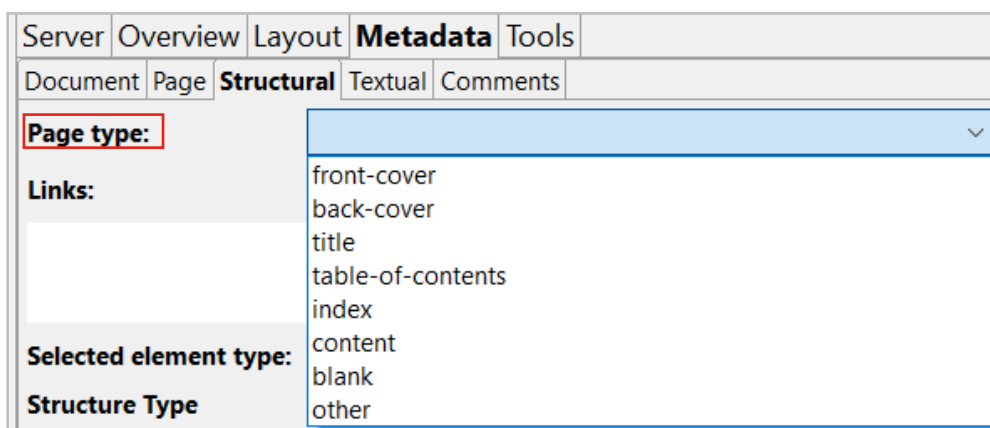 Server Overview Layout Metadata Tools
Document Page Structural Textual Comments
Page type:
front-cover
Links:
back-cover
title
table-of-contents
index
Selected element type:
content
blank
Structure Type
other